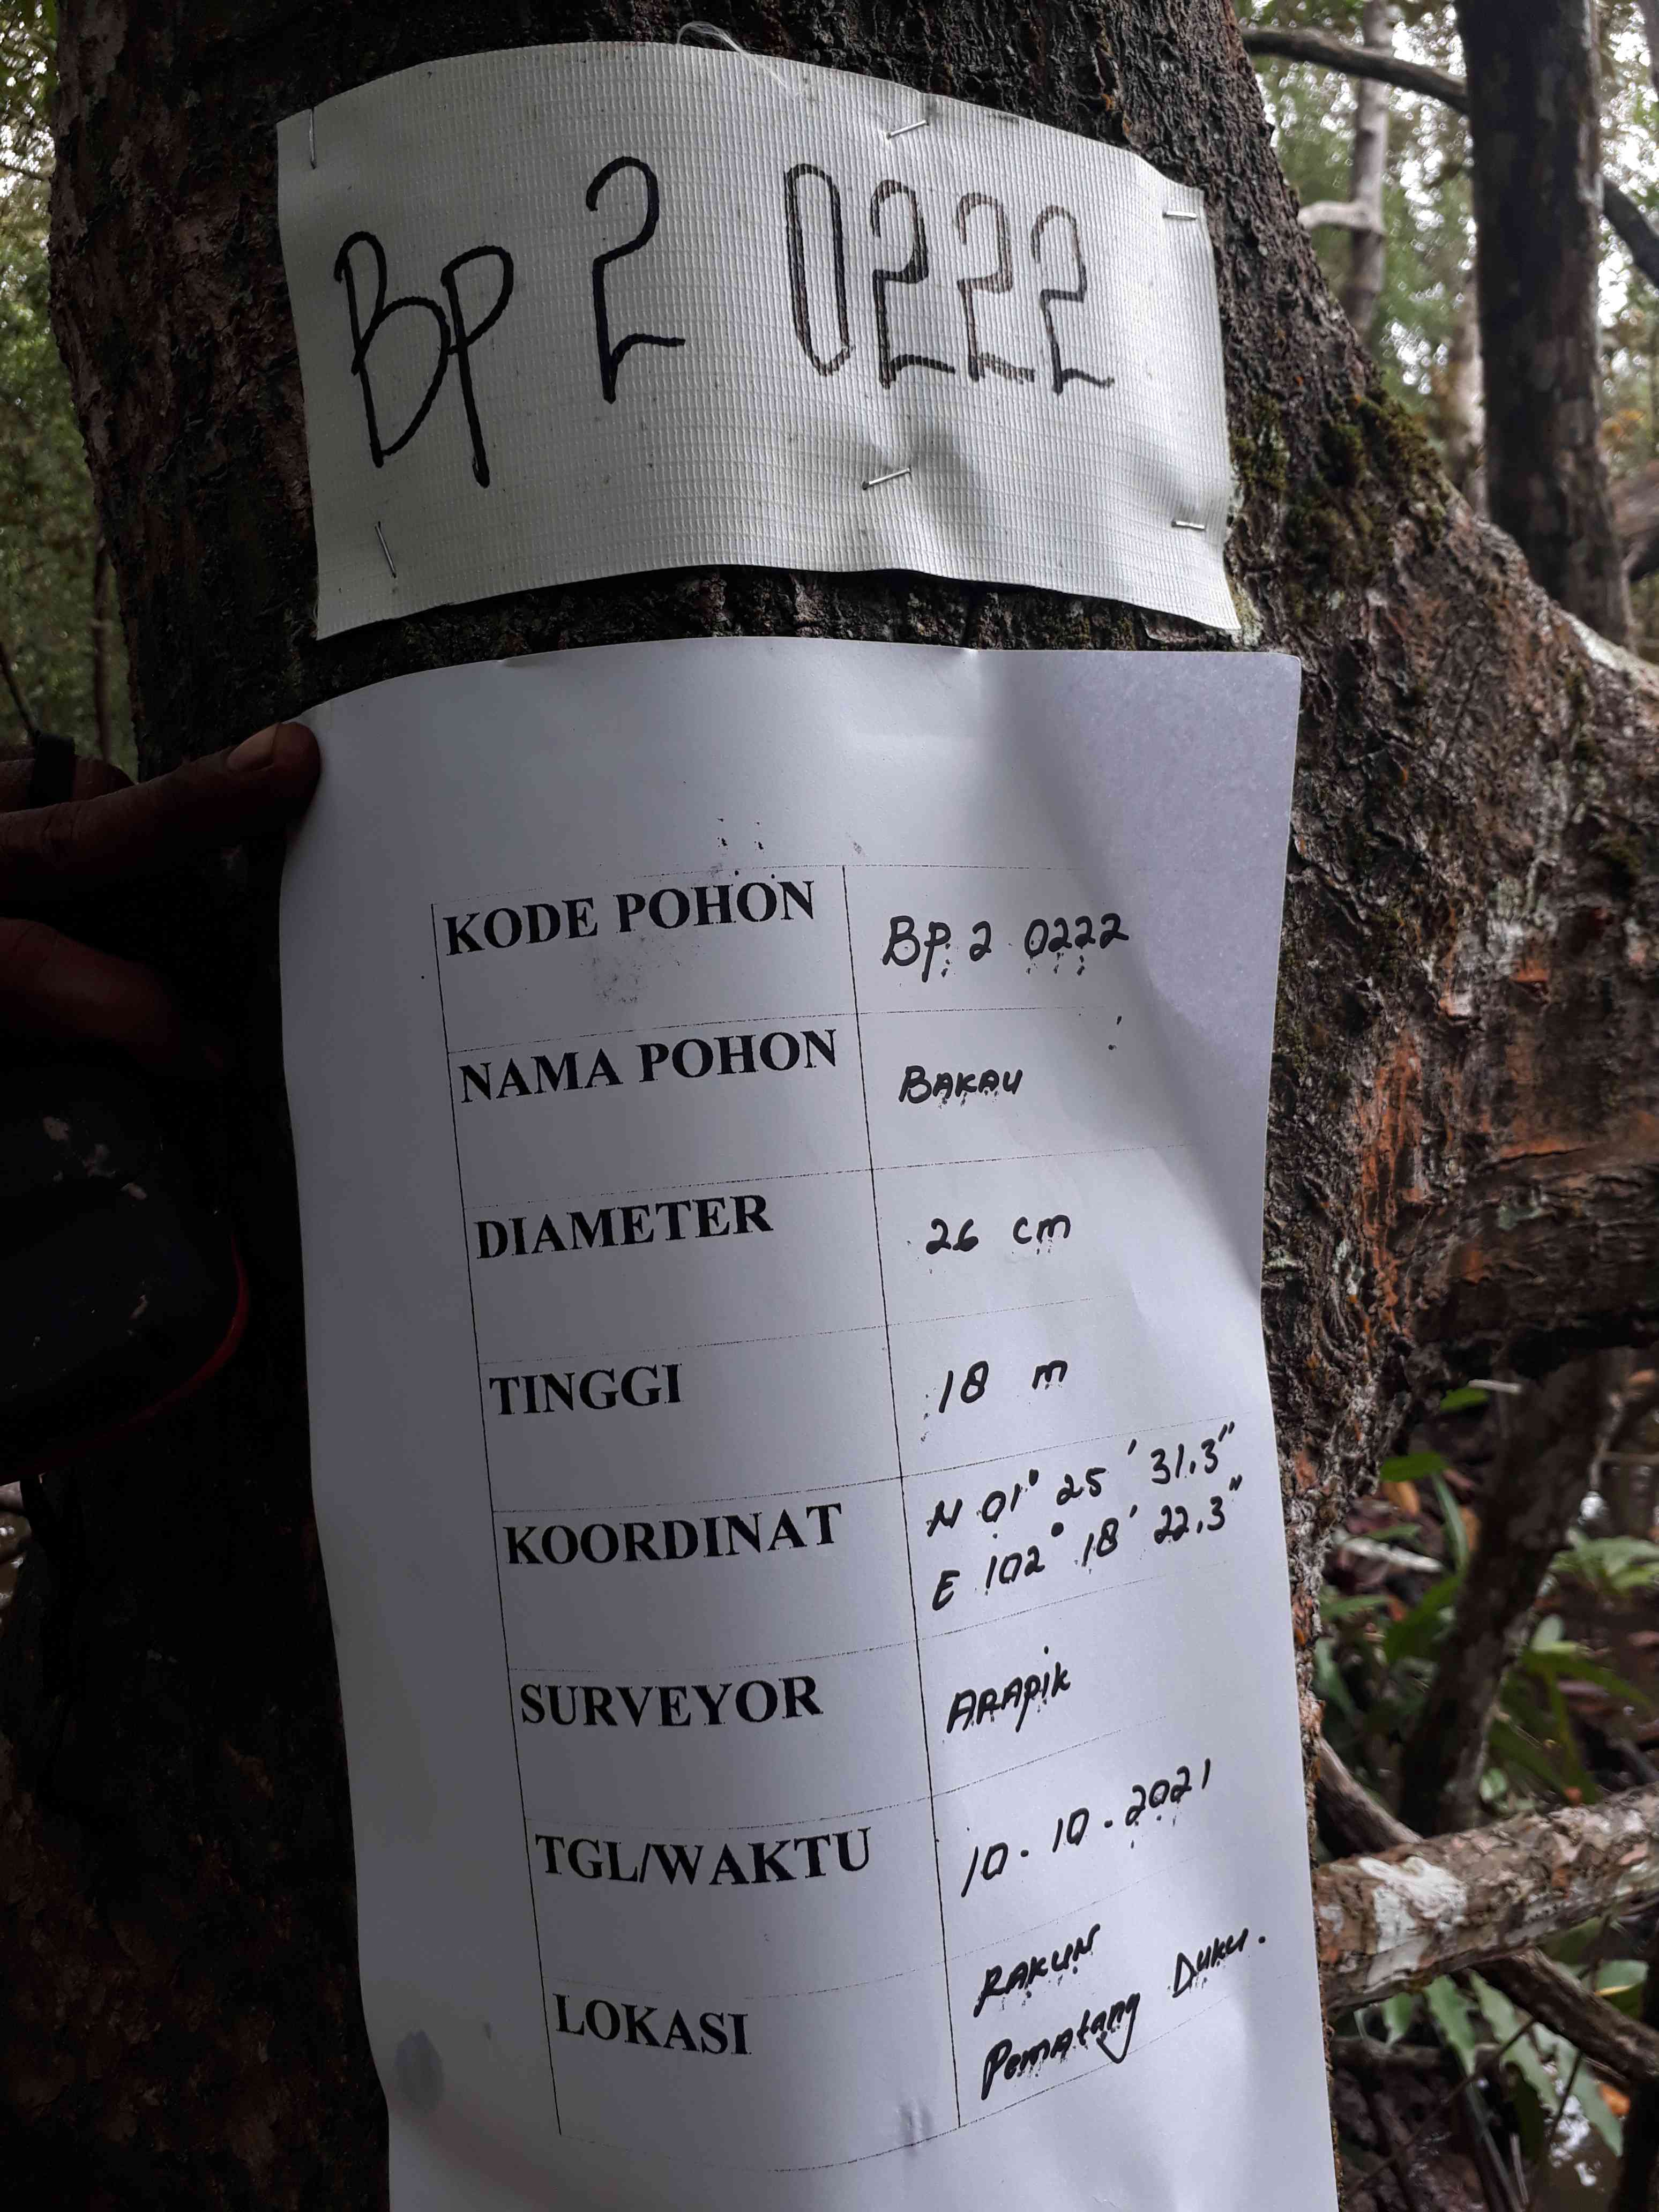 BP 2 0222
KODE POHON BP. 2 0222
NAMA POHON BAKAU
DIAMETER 26 cm
TINGGI 18 m
KOORDINAT N 01° 25 ' 31.3"
E 102° 18' 22.3"
SURVEYOR ARAPik
TGL/WAKTU 10 . 10 . 2021
LOKASI RAKUN
Pematang Duku.